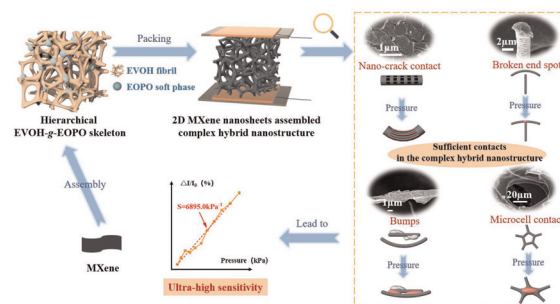 Packing
EVOH fibril
EOPO soft phase
Hierarchical
EVOH-g-EOPO skeleton
2D MXene nanosheets assembled
complex hybrid nanostructure
Assembly
MXene
ΔI/I₀ (%)
S=6895.0kPa⁻¹
Pressure (kPa)
Ultra-high sensitivity
Lead to
1μm
Nano-crack contact
Pressure
2μm
Broken end spot
Pressure
Sufficient contacts
in the complex hybrid nanostructure
1μm
Bumps
Pressure
20μm
Microcell contact
Pressure